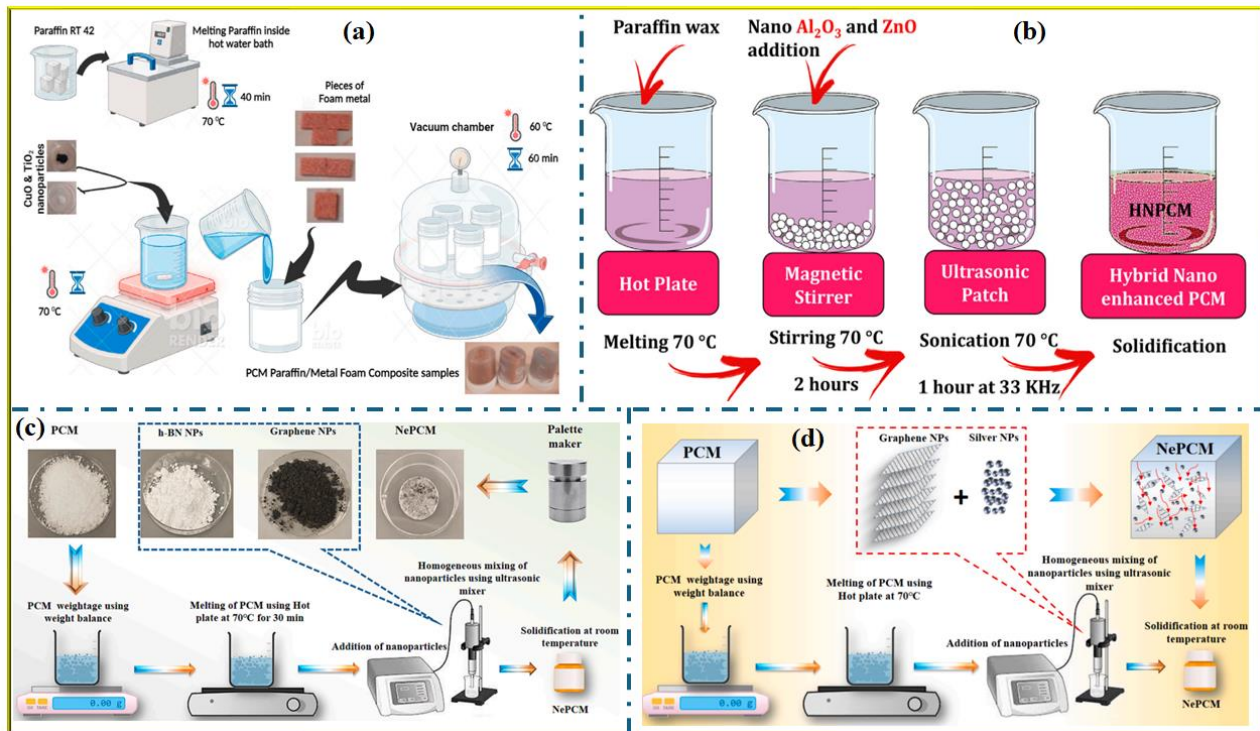 (a)
Paraffin RT 42
Melting Paraffin inside
hot water bath
70 °C
40 min
Pieces of
Foam metal
Vacuum chamber
60 °C
60 min
CuO & TiO₂
nanoparticles
70 °C
bio
RENDER
bio
RENDER
PCM Paraffin/Metal Foam Composite samples
(b)
Paraffin wax
Nano Al₂O₃ and ZnO
addition
HNPCM
Hot Plate
Magnetic
Stirrer
Ultrasonic
Patch
Hybrid Nano
enhanced PCM
Melting 70 °C
Stirring 70 °C
2 hours
Sonication 70 °C
1 hour at 33 KHz
Solidification
(c)
PCM
h-BN NPs
Graphene NPs
NePCM
Palette
maker
PCM weightage using
weight balance
Melting of PCM using Hot
plate at 70°C for 30 min
Homogeneous mixing of
nanoparticles using ultrasonic
mixer
Addition of nanoparticles
Solidification at room
temperature
NePCM
0.00 g
(d)
PCM
Graphene NPs
Silver NPs
+
NePCM
PCM weightage using
weight balance
Melting of PCM using
Hot plate at 70°C
Homogeneous mixing of
nanoparticles using ultrasonic
mixer
Addition of nanoparticles
Solidification at room
temperature
NePCM
0.00 g